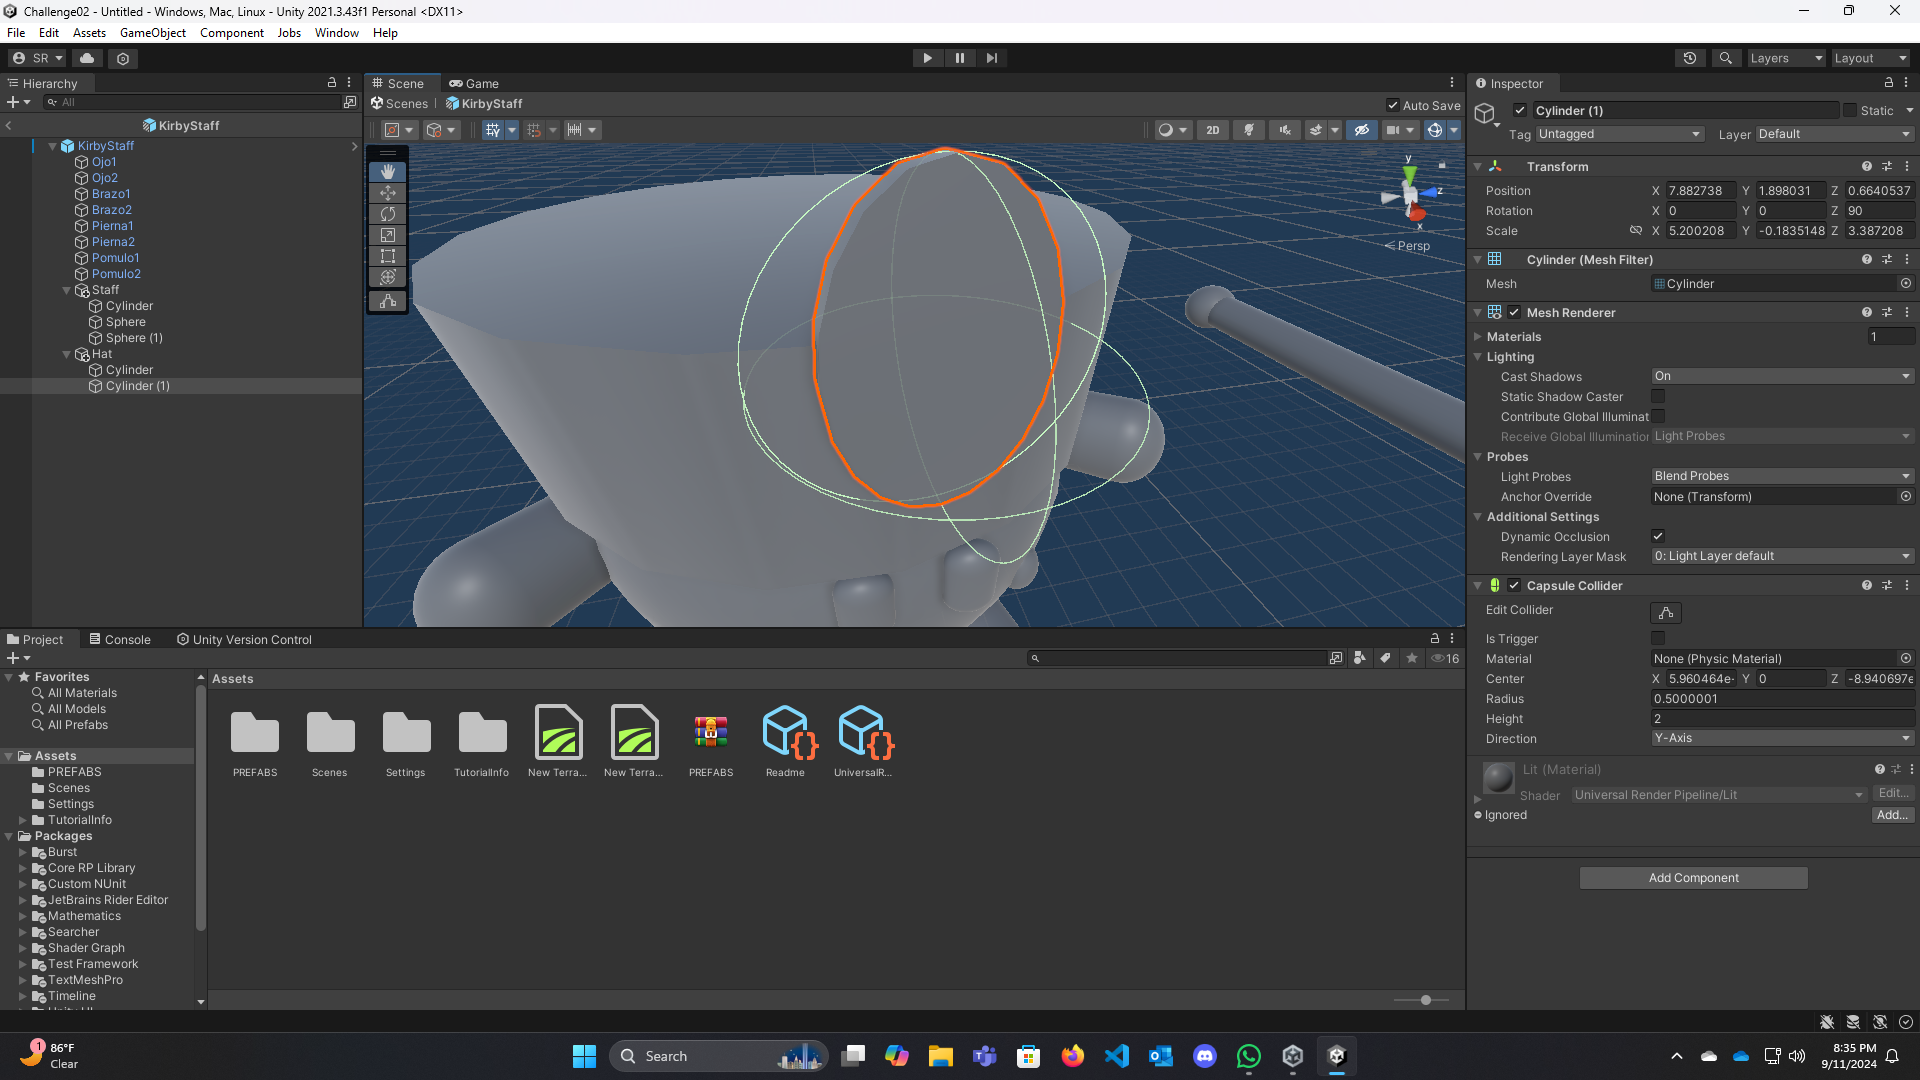 Challenge02 - Untitled - Windows, Mac, Linux - Unity 2021.3.43f1 Personal <DX11>
File Edit Assets GameObject Component Jobs Window Help
SR
Layers
Layout
Hierarchy
All
KirbyStaff
KirbyStaff
Ojo1
Ojo2
Brazo1
Brazo2
Pierna1
Pierna2
Pomulo1
Pomulo2
Staff
Cylinder
Sphere
Sphere (1)
Hat
Cylinder
Cylinder (1)
Scene
Game
Scenes
KirbyStaff
Auto Save
2D
y
z
x
Persp
Inspector
Cylinder (1)
Static
Tag Untagged
Layer Default
Transform
Position X 7.882738 Y 1.898031 Z 0.6640537
Rotation X 0 Y 0 Z 90
Scale X 5.200208 Y -0.1835148 Z 3.387208
Cylinder (Mesh Filter)
Mesh Cylinder
Mesh Renderer
Materials 1
Lighting
Cast Shadows On
Static Shadow Caster
Contribute Global Illuminat
Receive Global Illumination Light Probes
Probes
Light Probes Blend Probes
Anchor Override None (Transform)
Additional Settings
Dynamic Occlusion
Rendering Layer Mask 0: Light Layer default
Capsule Collider
Edit Collider
Is Trigger
Material None (Physic Material)
Center X 5.960464e- Y 0 Z -8.940697e
Radius 0.5000001
Height 2
Direction Y-Axis
Lit (Material)
Shader Universal Render Pipeline/Lit Edit...
Ignored Add...
Add Component
Project
Console
Unity Version Control
16
Favorites
All Materials
All Models
All Prefabs
Assets
PREFABS
Scenes
Settings
TutorialInfo
Packages
Burst
Core RP Library
Custom NUnit
JetBrains Rider Editor
Mathematics
Searcher
Shader Graph
Test Framework
TextMeshPro
Timeline
Assets
PREFABS Scenes Settings TutorialInfo New Terra... New Terra... PREFABS Readme UniversalR...
1
86°F
Clear
Search
8:35 PM
9/11/2024